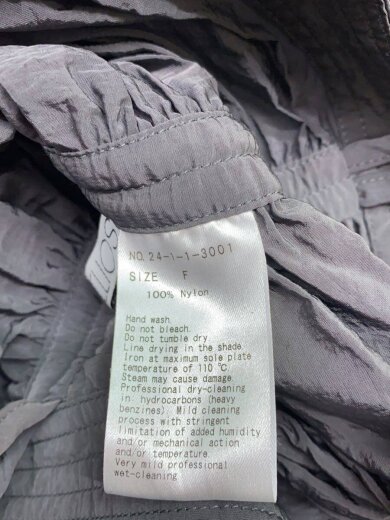 NO. 24-1-1-3001
SIZE F
100% Nylon
Hand wash
Do not bleach.
Do not tumble dry.
Line drying in the shade
Iron at maximum sole plate
temperature of 110 ℃.
Steam may cause damage.
Professional dry-cleaning
in hydrocarbons (heavy
benzines) Mild cleaning
process with stringent
limitation of added humidity
and/or mechanical action
and/or temperature
Very mild professional
wet-cleaning